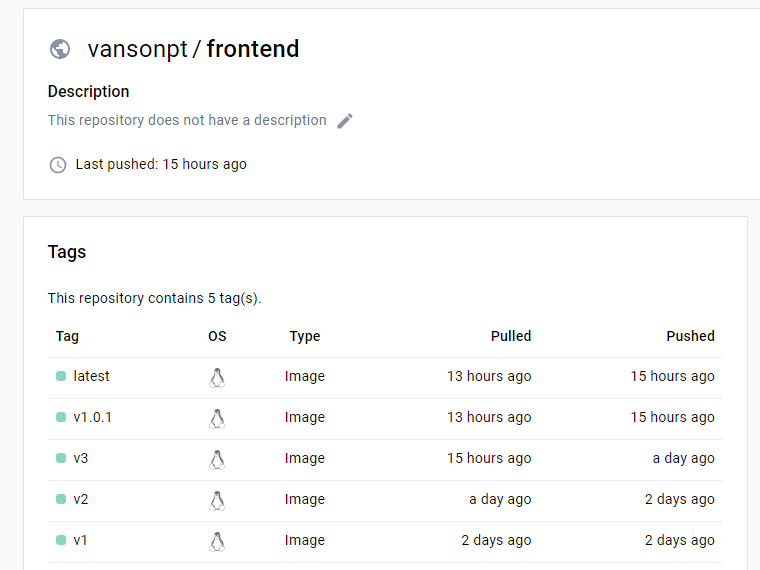 vansonpt / frontend
Description
This repository does not have a description
Last pushed: 15 hours ago
Tags
This repository contains 5 tag(s).
Tag OS Type Pulled Pushed
latest Image 13 hours ago 15 hours ago
v1.0.1 Image 13 hours ago 15 hours ago
v3 Image 15 hours ago a day ago
v2 Image a day ago 2 days ago
v1 Image 2 days ago 2 days ago